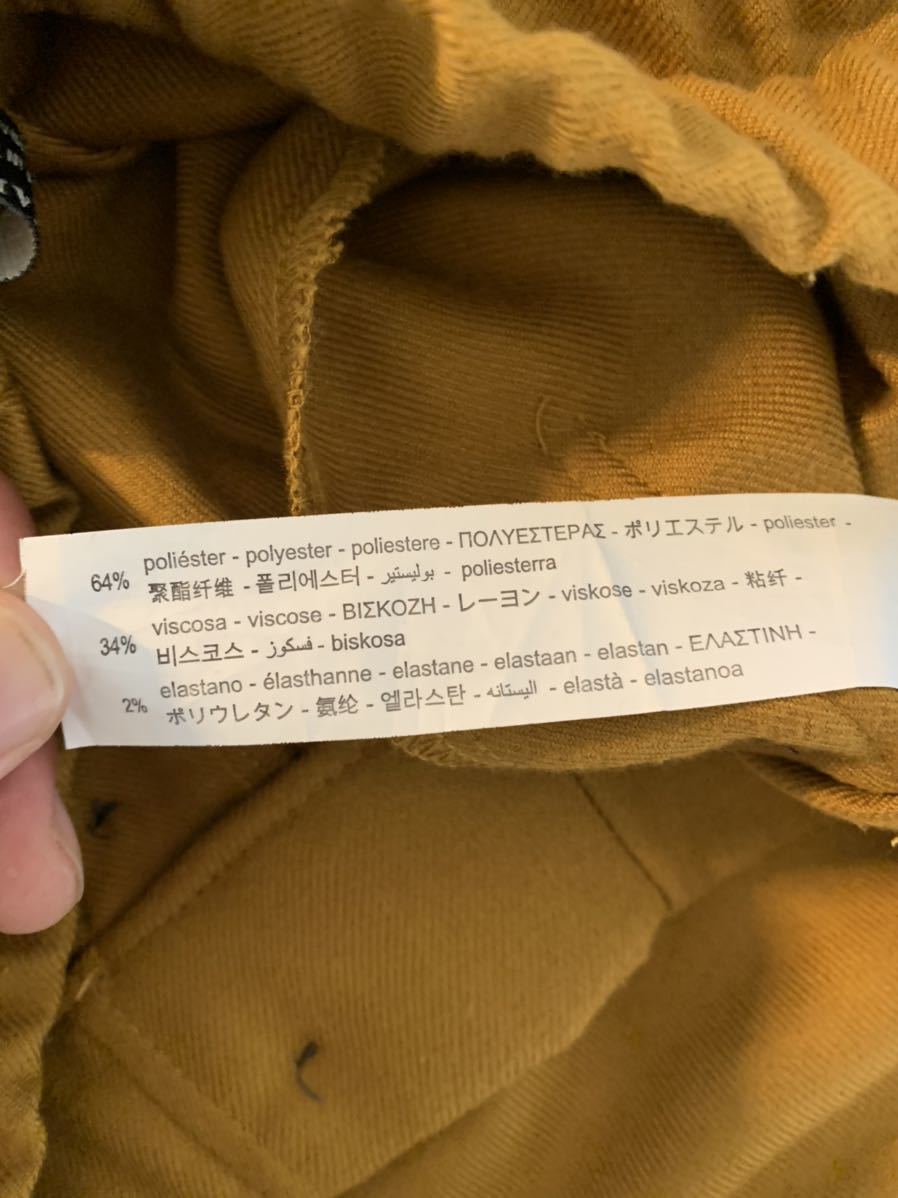 64% poliéster - polyester - poliestere - ΠΟΛΥΕΣΤΕΡΑΣ - ポリエステル - poliester -
聚酯纤维 - 폴리에스터 - بوليستير - poliesterra
34% viscosa - viscose - ΒΙΣΚΟΖΗ - レーヨン - viskose - viskoza - 粘纤 -
비스코스 - فسكوز - biskosa
2% elastano - élasthanne - elastane - elastaan - elastan - ΕΛΑΣΤΙΝΗ -
ポリウレタン - 氨纶 - 엘라스탄 - اليستانه - elastà - elastanoa